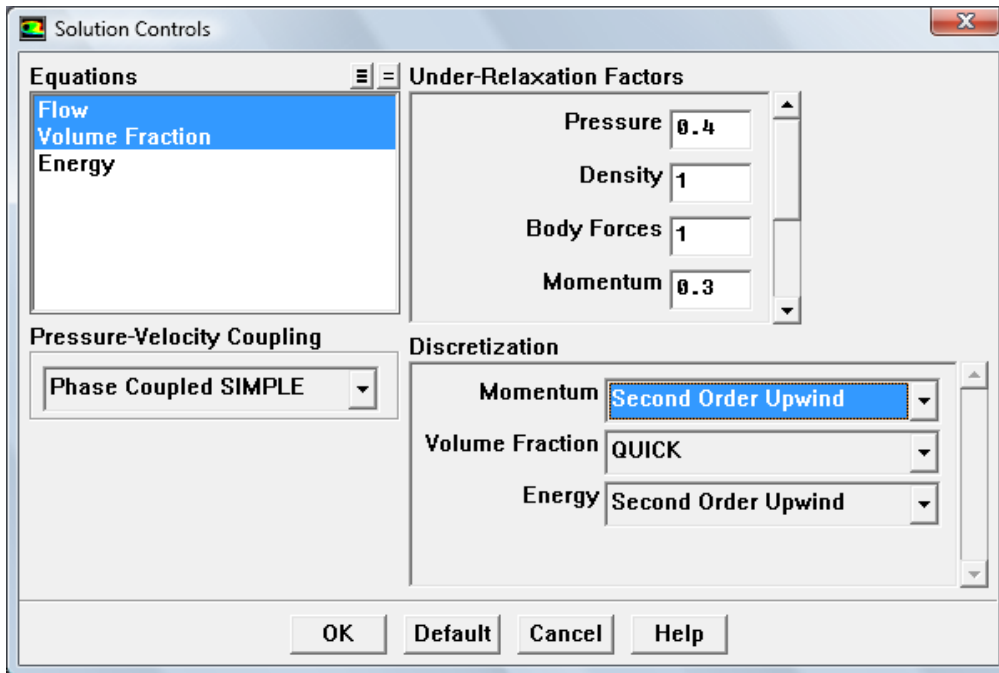 Solution Controls
Equations
Flow
Volume Fraction
Energy
Pressure-Velocity Coupling
Phase Coupled SIMPLE
Under-Relaxation Factors
Pressure 0.4
Density 1
Body Forces 1
Momentum 0.3
Discretization
Momentum Second Order Upwind
Volume Fraction QUICK
Energy Second Order Upwind
OK Default Cancel Help